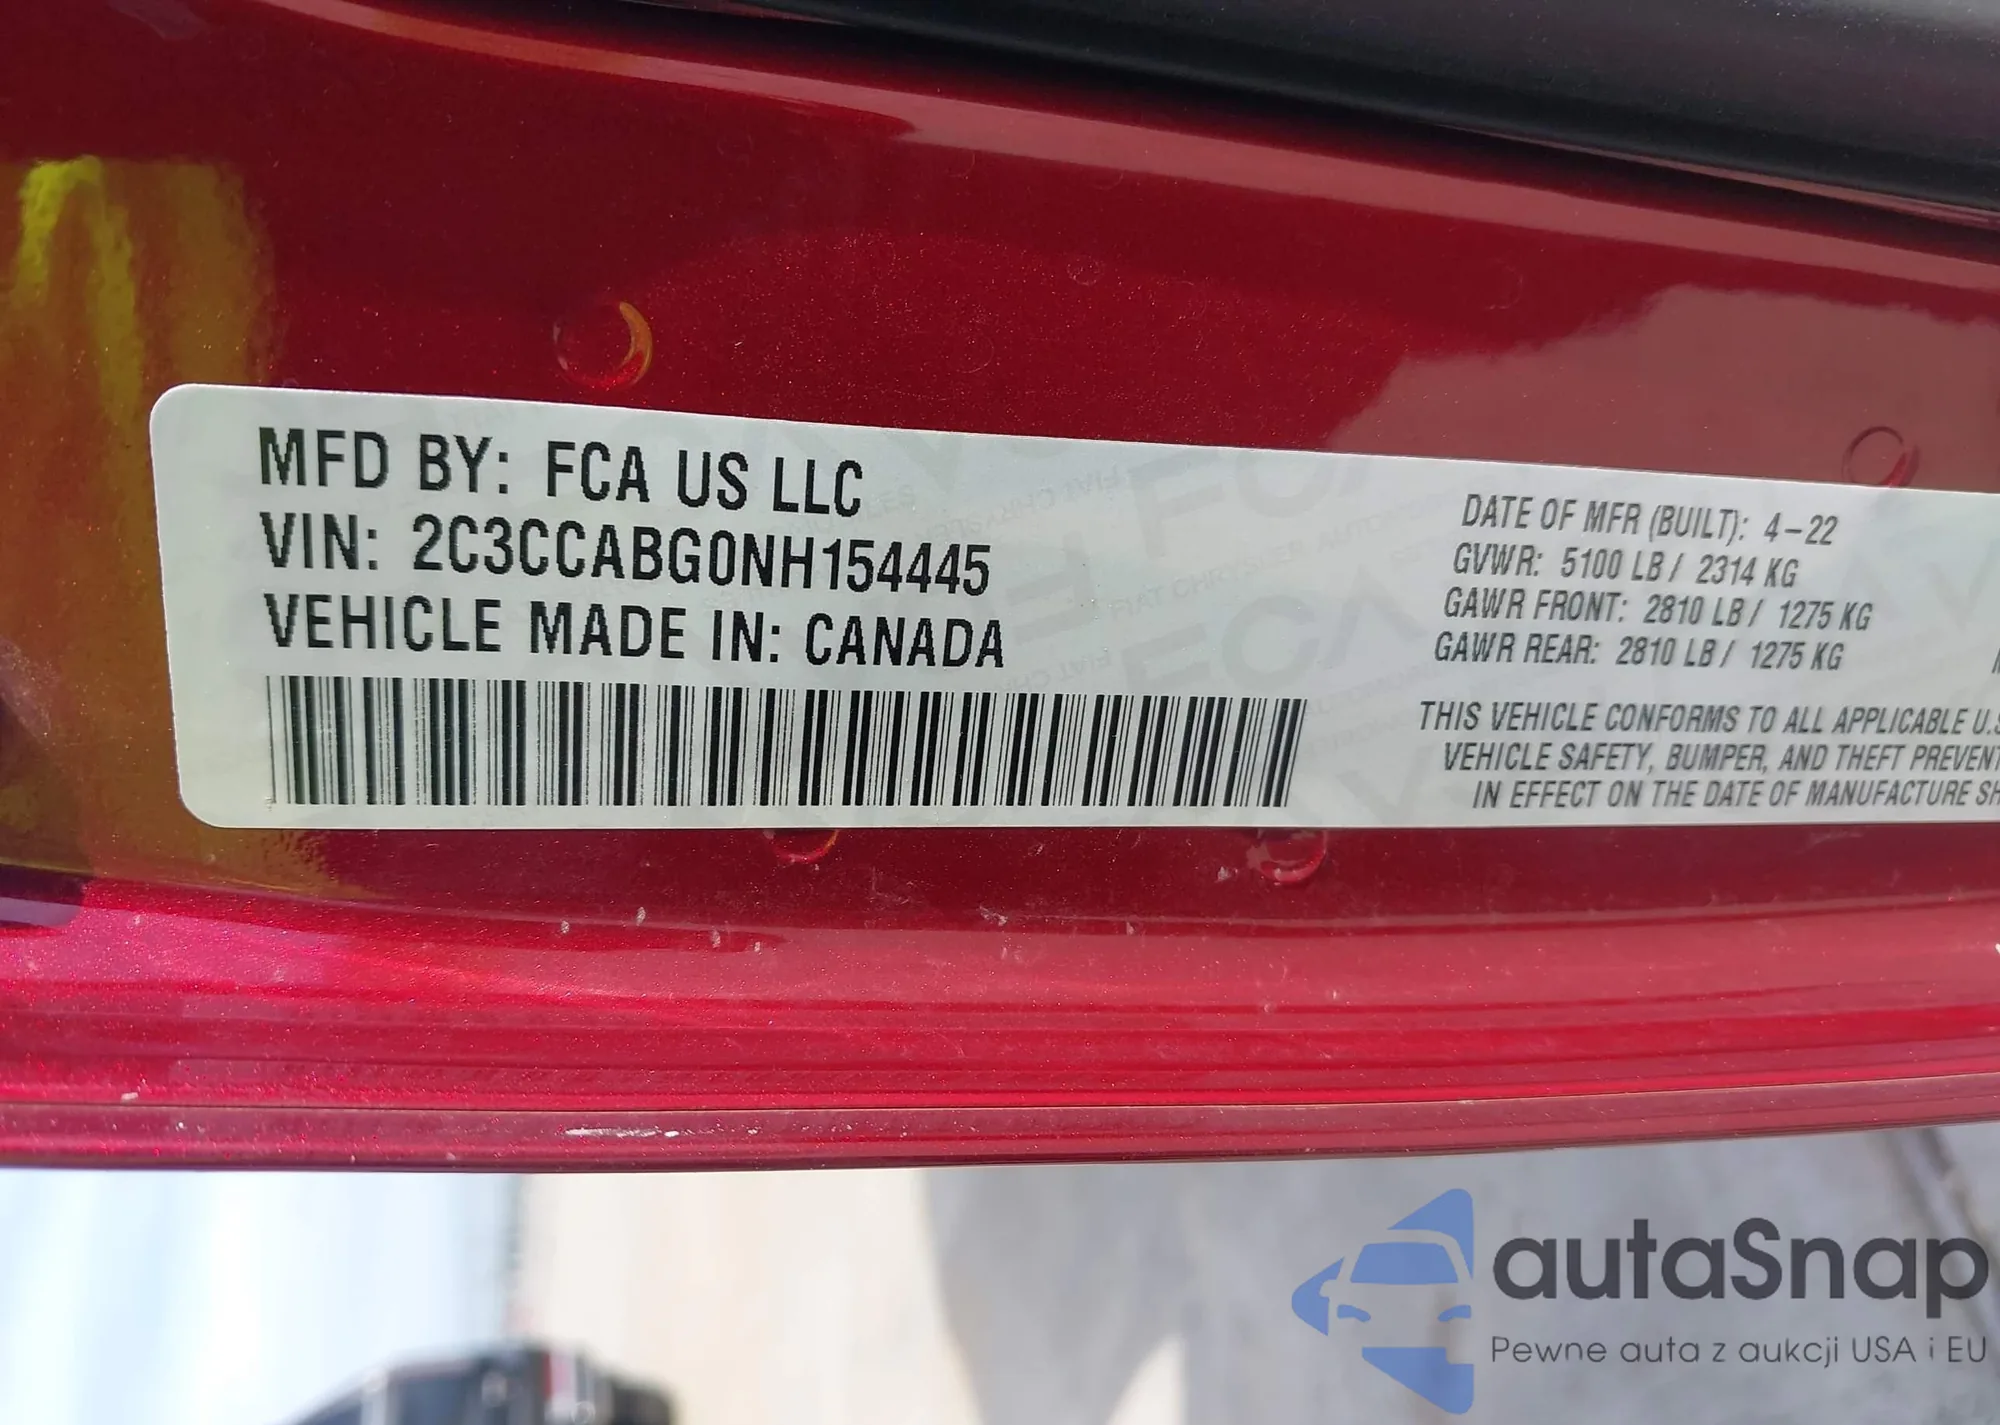 MFD BY: FCA US LLC
VIN: 2C3CCABG0NH154445
VEHICLE MADE IN: CANADA
DATE OF MFR (BUILT): 4-22
GVWR: 5100 LB / 2314 KG
GAWR FRONT: 2810 LB / 1275 KG
GAWR REAR: 2810 LB / 1275 KG
THIS VEHICLE CONFORMS TO ALL APPLICABLE U.S
VEHICLE SAFETY, BUMPER, AND THEFT PREVENT
IN EFFECT ON THE DATE OF MANUFACTURE SH
autaSnap
Pewne auta z aukcji USA i EU